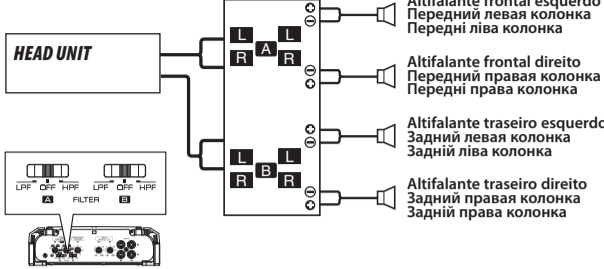 Altifalante frontal esquerdo
Передний левая колонка
Передні ліва колонка
HEAD UNIT
L L
A
R R
Altifalante frontal direito
Передний правая колонка
Передні права колонка
Altifalante traseiro esquerdo
Задний левая колонка
Задній ліва колонка
L L
B
R R
Altifalante traseiro direito
Задний правая колонка
Задній права колонка
LPF OFF HPF LPF OFF HPF
A FILTER B